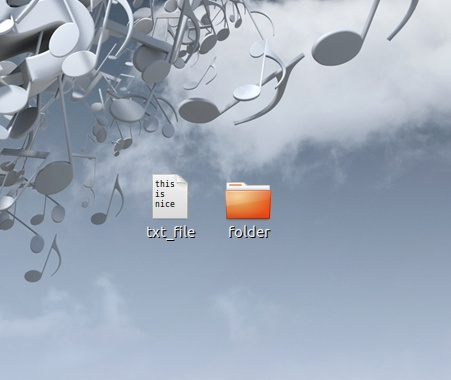 this
is
nice
txt_file
folder